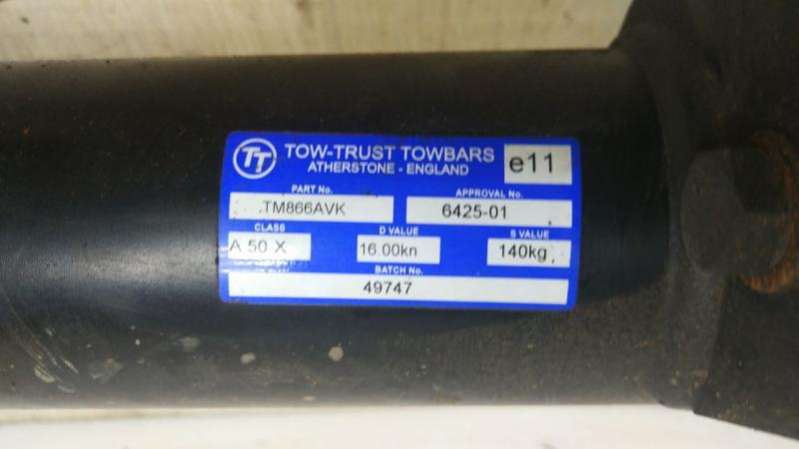 TT TOW-TRUST TOWBARS
ATHERSTONE - ENGLAND
e11
PART No. APPROVAL No.
TM866AVK 6425-01
CLASS D VALUE S VALUE
A 50 X 16.00kn 140kg
BATCH No.
49747